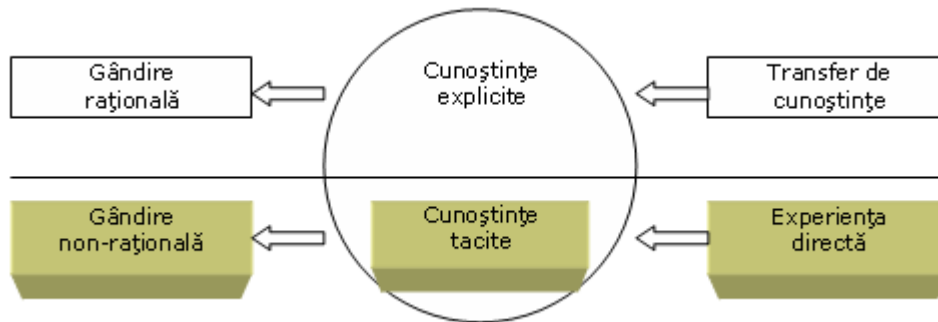 Gândire
raţională
Cunoştinţe
explicite
Transfer de
cunoştinţe
Gândire
non-raţională
Cunoştinţe
tacite
Experienţa
directă